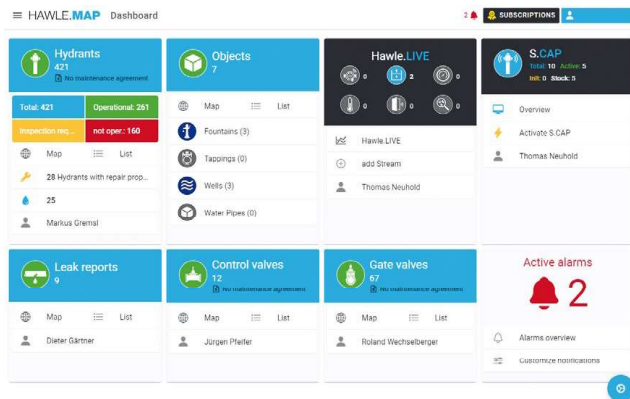 HAWLE.MAP Dashboard
2
SUBSCRIPTIONS
Hydrants
421
No maintenance agreement
Total: 421
Operational: 261
Inspection req...
not oper.: 160
Map
List
28 Hydrants with repair prop...
25
Markus Gremsl
Objects
7
Map
List
Fountains (3)
Tappings (0)
Wells (3)
Water Pipes (0)
Hawle.LIVE
0
2
0
0
0
0
Hawle.LIVE
add Stream
Thomas Neuhold
S.CAP
Total: 10 Active: 5
Init: 0 Stock: 5
Overview
Activate S.CAP
Thomas Neuhold
Leak reports
9
Map
List
Dieter Gärtner
Control valves
12
No maintenance agreement
Map
List
Jürgen Pfeifer
Gate valves
67
No maintenance agreement
Map
List
Roland Wechselberger
Active alarms
2
Alarms overview
Customize notifications